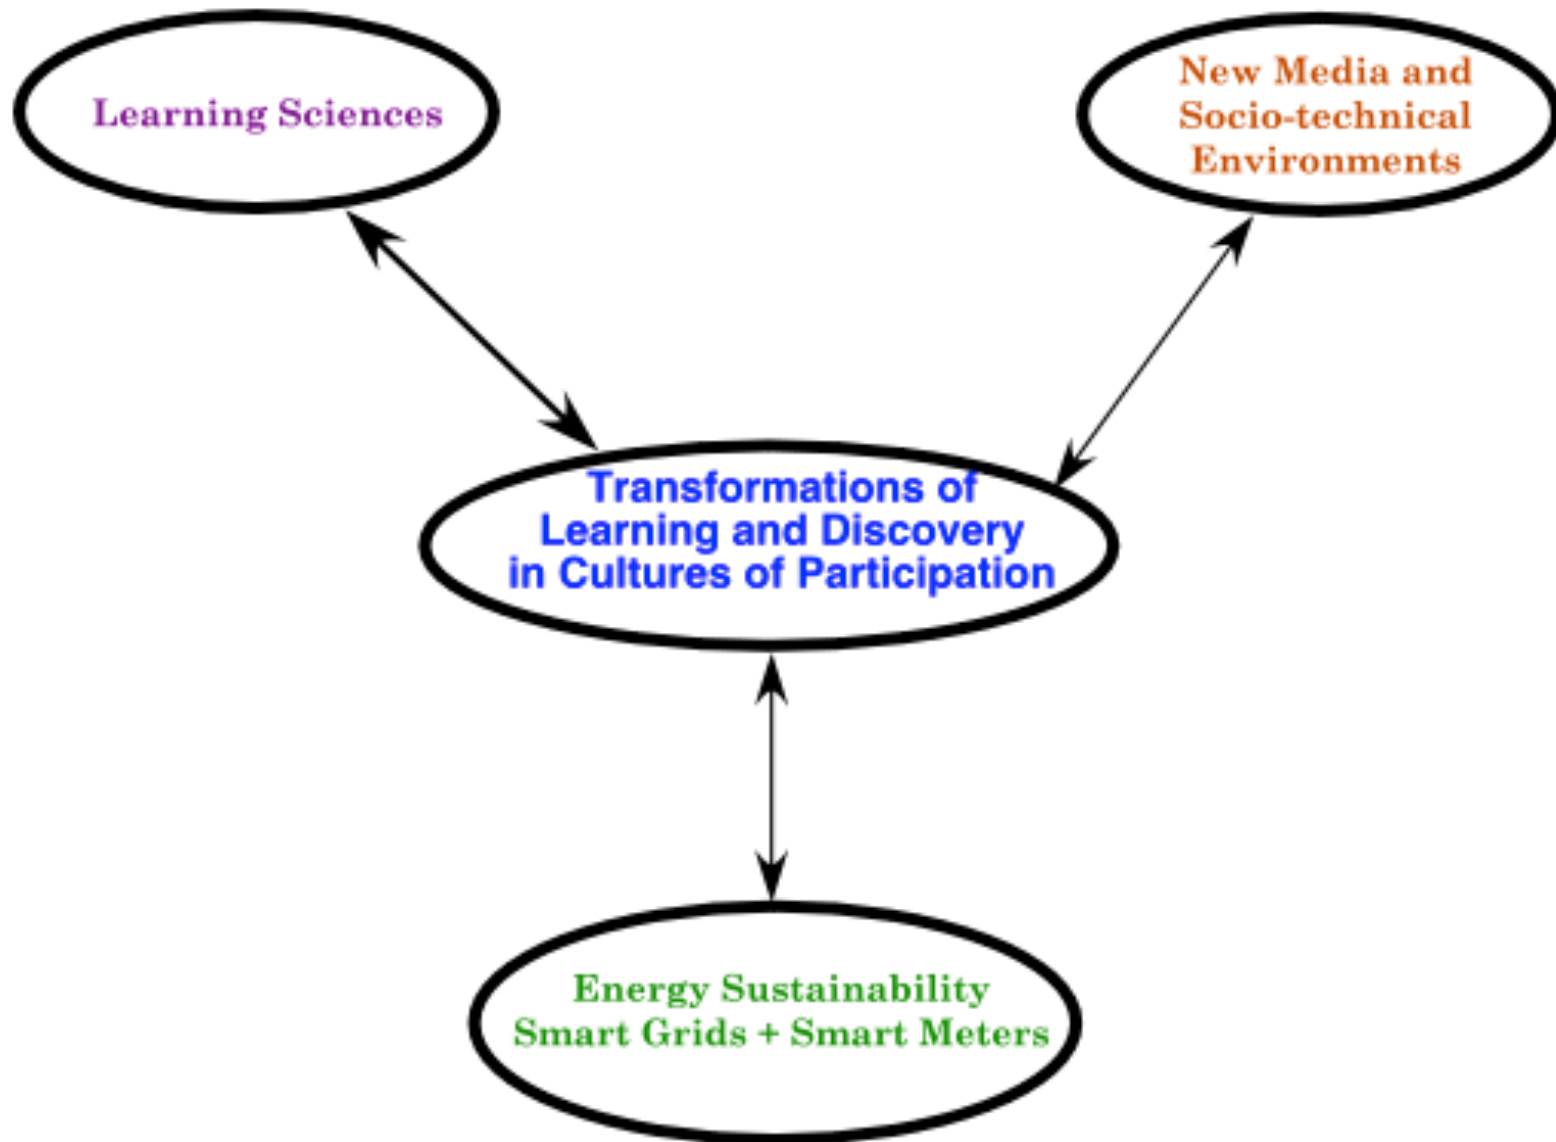 Learning Sciences
New Media and
Socio-technical
Environments
Transformations of
Learning and Discovery
in Cultures of Participation
Energy Sustainability
Smart Grids + Smart Meters